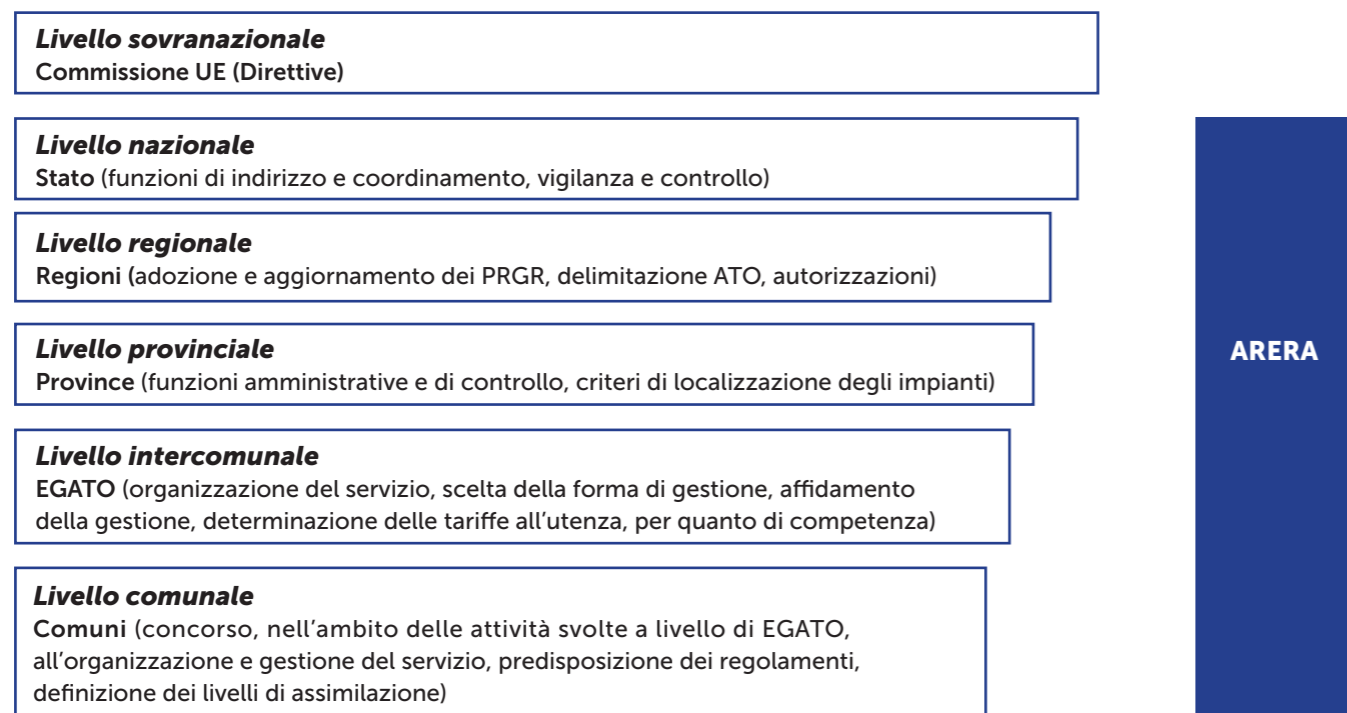 Livello sovranazionale
Commissione UE (Direttive)
Livello nazionale
Stato (funzioni di indirizzo e coordinamento, vigilanza e controllo)
Livello regionale
Regioni (adozione e aggiornamento dei PRGR, delimitazione ATO, autorizzazioni)
Livello provinciale
Province (funzioni amministrative e di controllo, criteri di localizzazione degli impianti)
Livello intercomunale
EGATO (organizzazione del servizio, scelta della forma di gestione, affidamento
della gestione, determinazione delle tariffe all'utenza, per quanto di competenza)
Livello comunale
Comuni (concorso, nell'ambito delle attività svolte a livello di EGATO,
all'organizzazione e gestione del servizio, predisposizione dei regolamenti,
definizione dei livelli di assimilazione)
ARERA